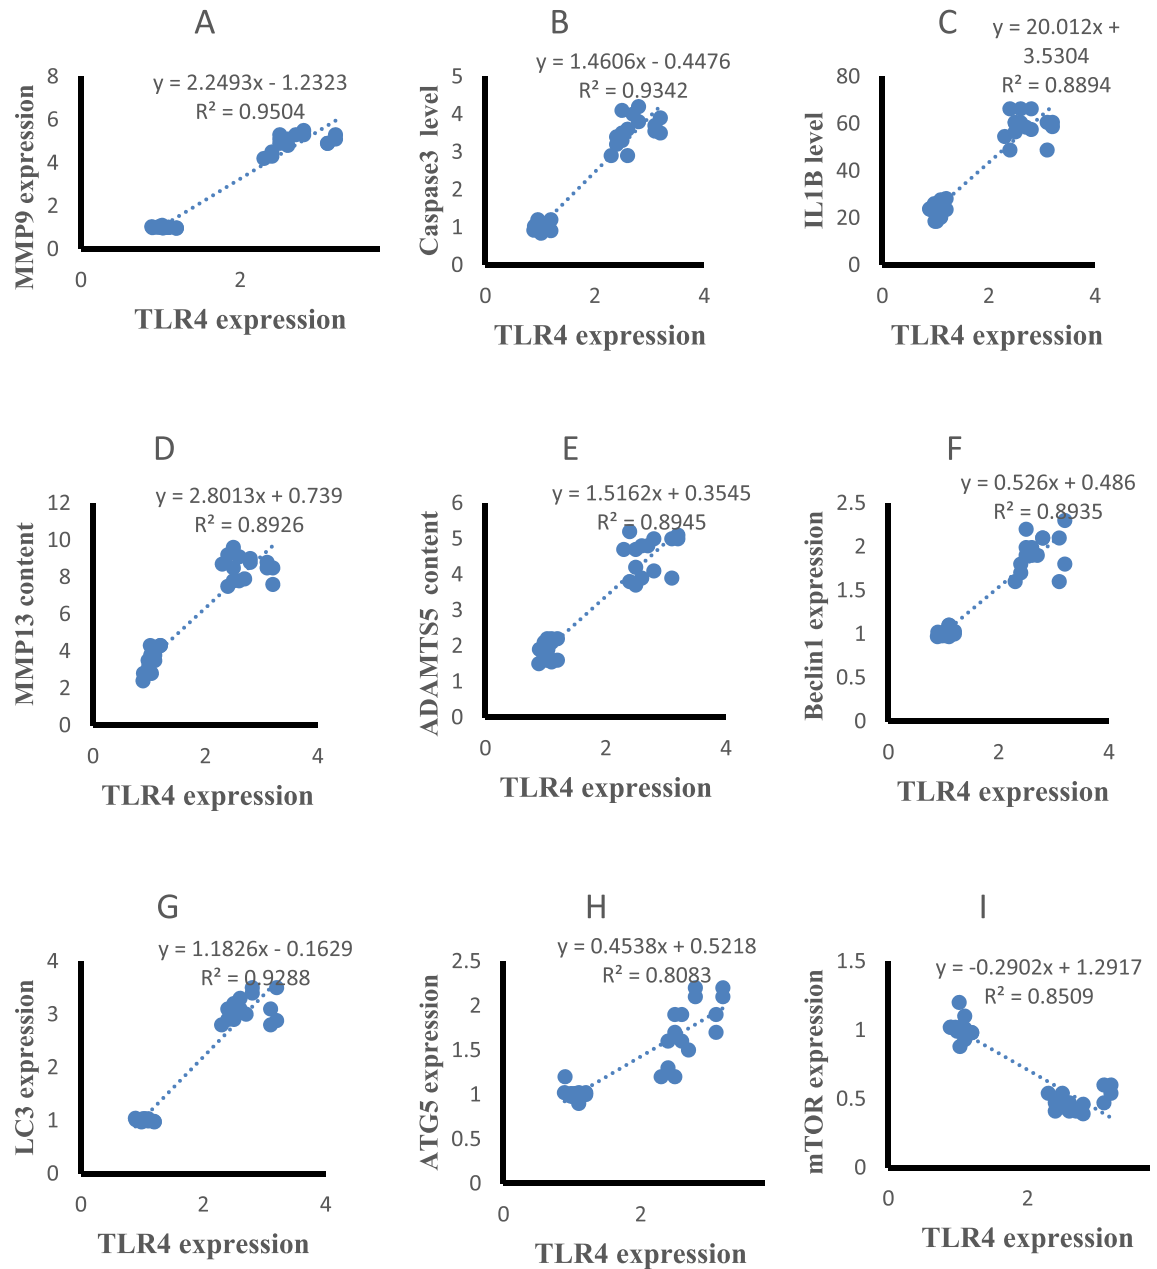 A
y = 2.2493x - 1.2323
R² = 0.9504
MMP9 expression
8
6
4
2
0
0
2
TLR4 expression
B
y = 1.4606x - 0.4476
R² = 0.9342
Caspase3 level
5
4
3
2
1
0
0
2
4
TLR4 expression
C
y = 20.012x +
3.5304
R² = 0.8894
IL1B level
80
60
40
20
0
0
2
4
TLR4 expression
D
y = 2.8013x + 0.739
R² = 0.8926
MMP13 content
12
10
8
6
4
2
0
0
2
4
TLR4 expression
E
y = 1.5162x + 0.3545
R² = 0.8945
ADAMTS5 content
6
5
4
3
2
1
0
0
2
4
TLR4 expression
F
y = 0.526x + 0.486
R² = 0.8935
Beclin1 expression
2.5
2
1.5
1
0.5
0
0
2
4
TLR4 expression
G
y = 1.1826x - 0.1629
R² = 0.9288
LC3 expression
4
3
2
1
0
0
2
4
TLR4 expression
H
y = 0.4538x + 0.5218
R² = 0.8083
ATG5 expression
2.5
2
1.5
1
0.5
0
0
2
TLR4 expression
I
y = -0.2902x + 1.2917
R² = 0.8509
mTOR expression
1.5
1
0.5
0
0
2
TLR4 expression